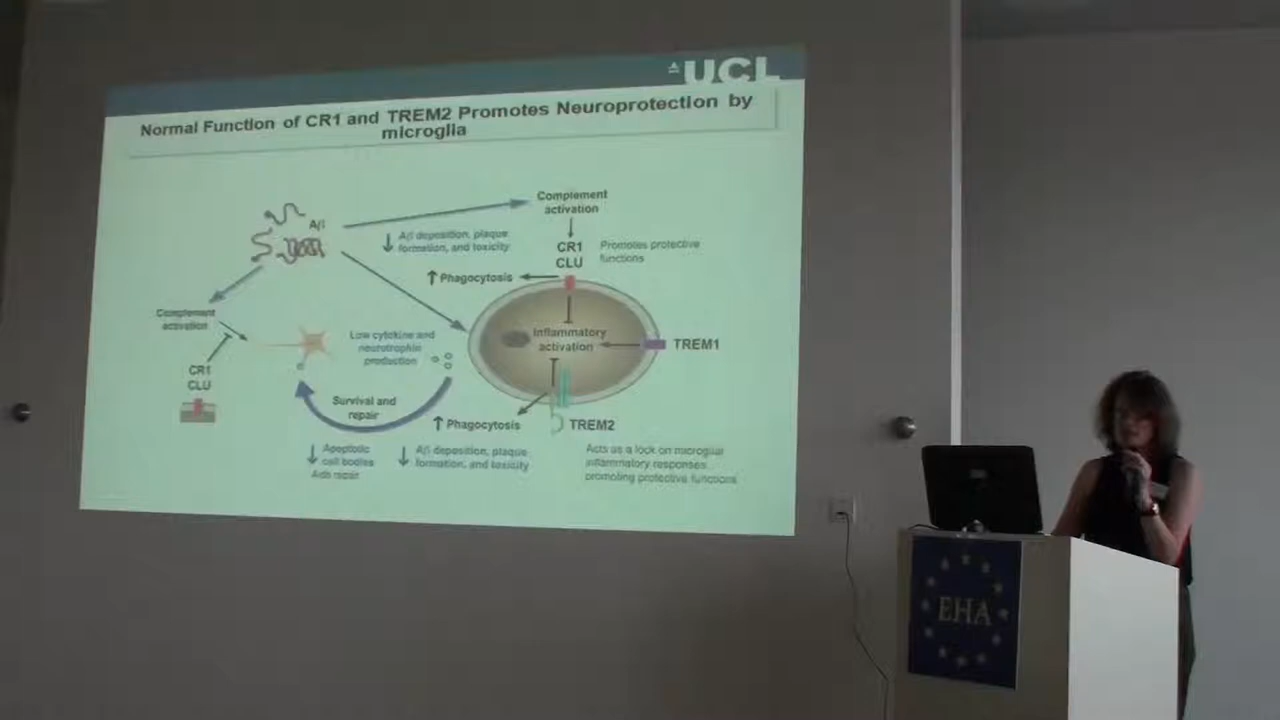 UCL
Normal Function of CR1 and TREM2 Promotes Neuroprotection by
microglia
Complement
activation
Aβ
Aβ deposition, plaque
formation, and toxicity
CR1
CLU
Promotes protective
functions
Phagocytosis
Complement
activation
Low cytokine and
neurotrophin
production
Inflammatory
activation
TREM1
CR1
CLU
Survival and
repair
Phagocytosis
TREM2
Apoptotic
cell bodies
Aβ deposition, plaque
formation, and toxicity
Acts as a lock on microglial
inflammatory responses
promoting protective functions
repair
EHA